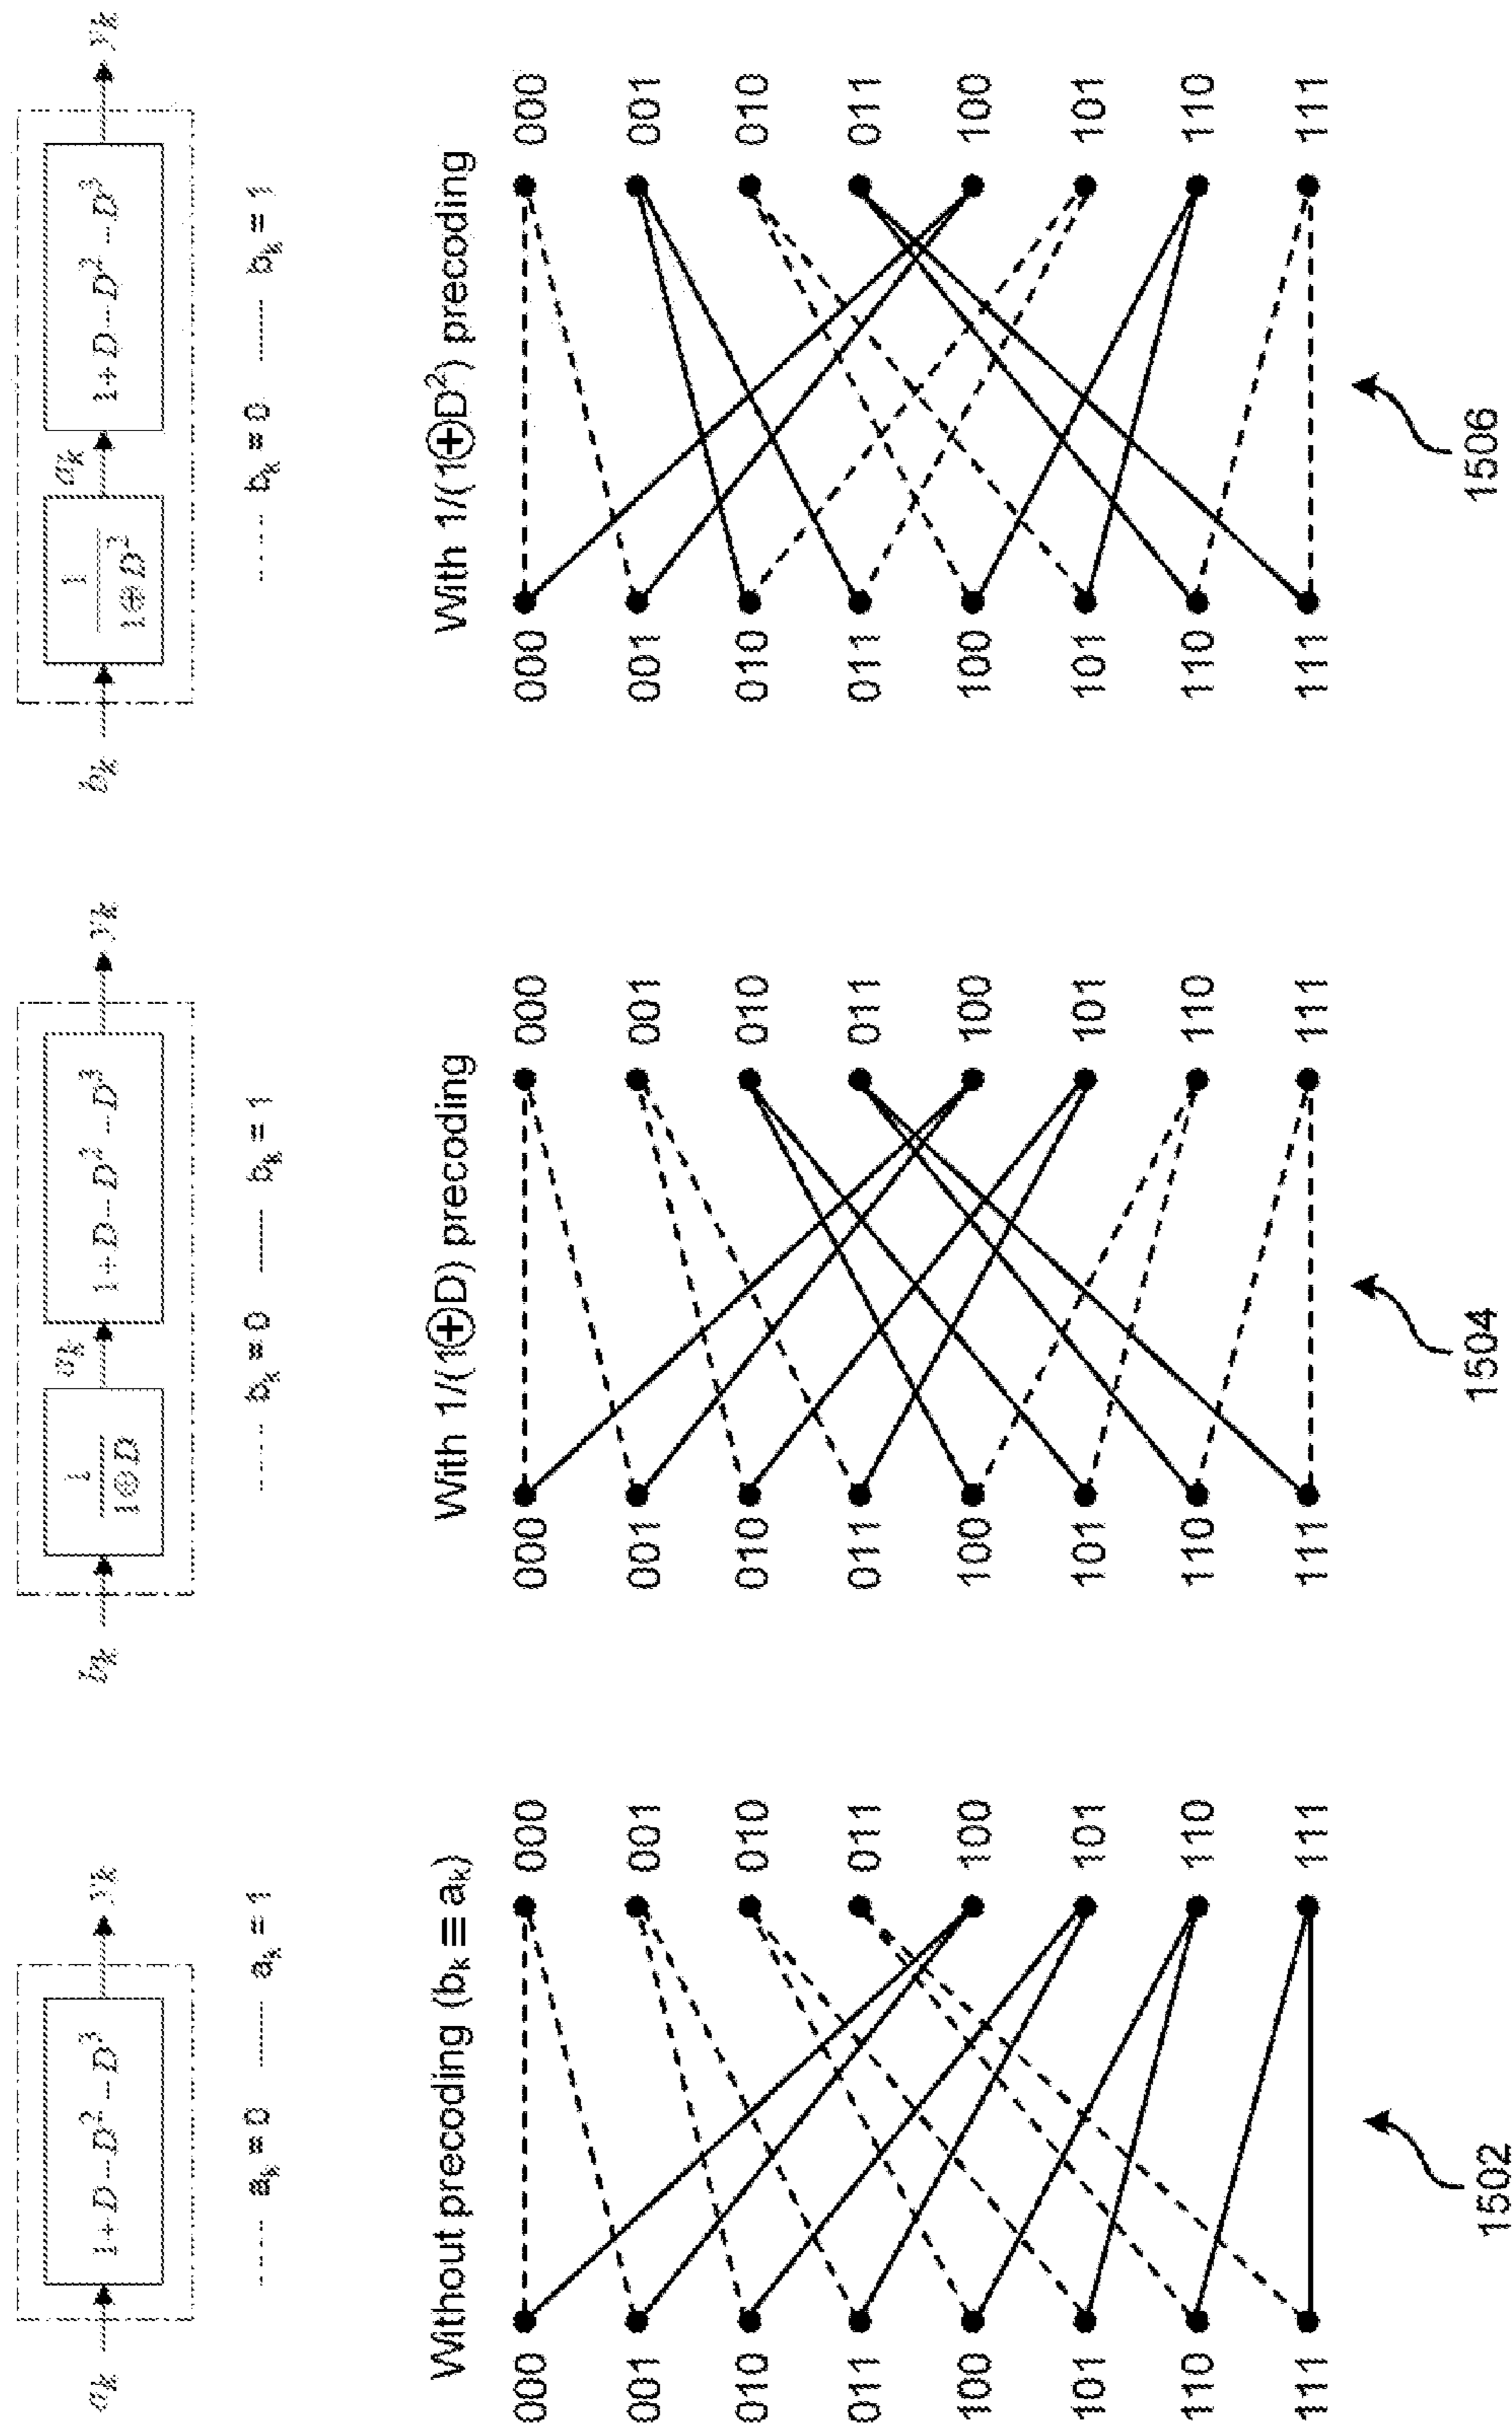 a_k
1+D-D^2-D^3
y_k
a_k = 0
a_k = 1
Without precoding (b_k ≡ a_k)
000 000
001 001
010 010
011 011
100 100
101 101
110 110
111 111
1502
b_k
1
1⊕D
a_k
1+D-D^2-D^3
y_k
b_k = 0
b_k = 1
With 1/(1⊕D) precoding
000 000
001 001
010 010
011 011
100 100
101 101
110 110
111 111
1504
b_k
1
1⊕D^2
a_k
1+D-D^2-D^3
y_k
b_k = 0
b_k = 1
With 1/(1⊕D^2) precoding
000 000
001 001
010 010
011 011
100 100
101 101
110 110
111 111
1506